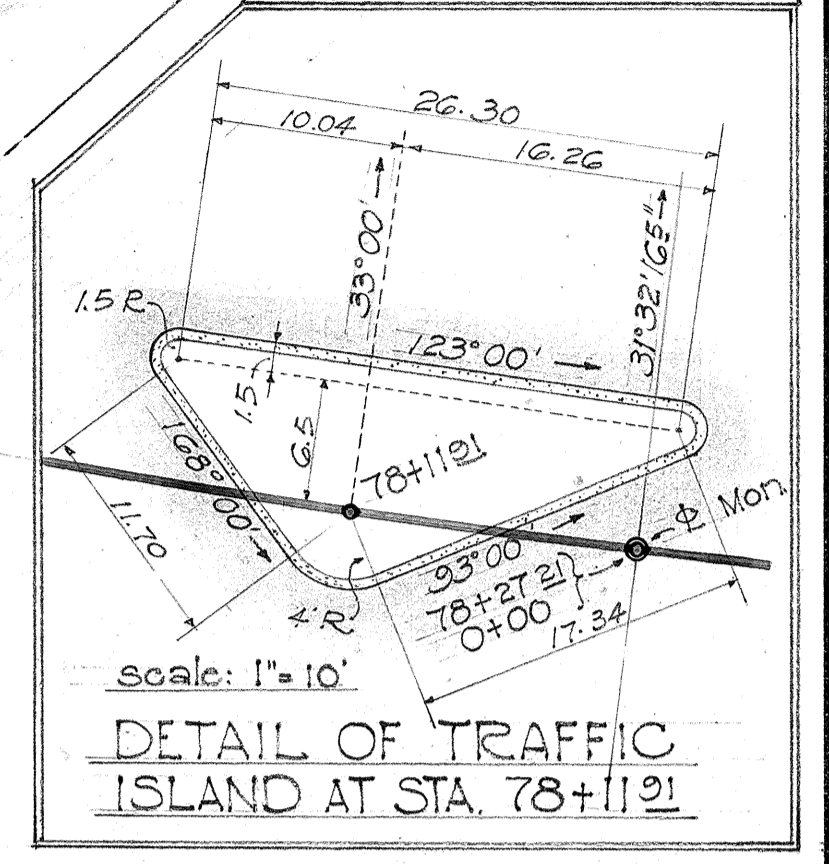 26.30
10.04
16.26
33°00'
31°32'16.5"
1.5 R
123°00'
1.5
6.5
78+11 91
168°00'
11.70
₵ Mon.
93°00'
78+27 21
0+00
17.34
4' R.
scale: 1"=10'
DETAIL OF TRAFFIC
ISLAND AT STA. 78+11 91